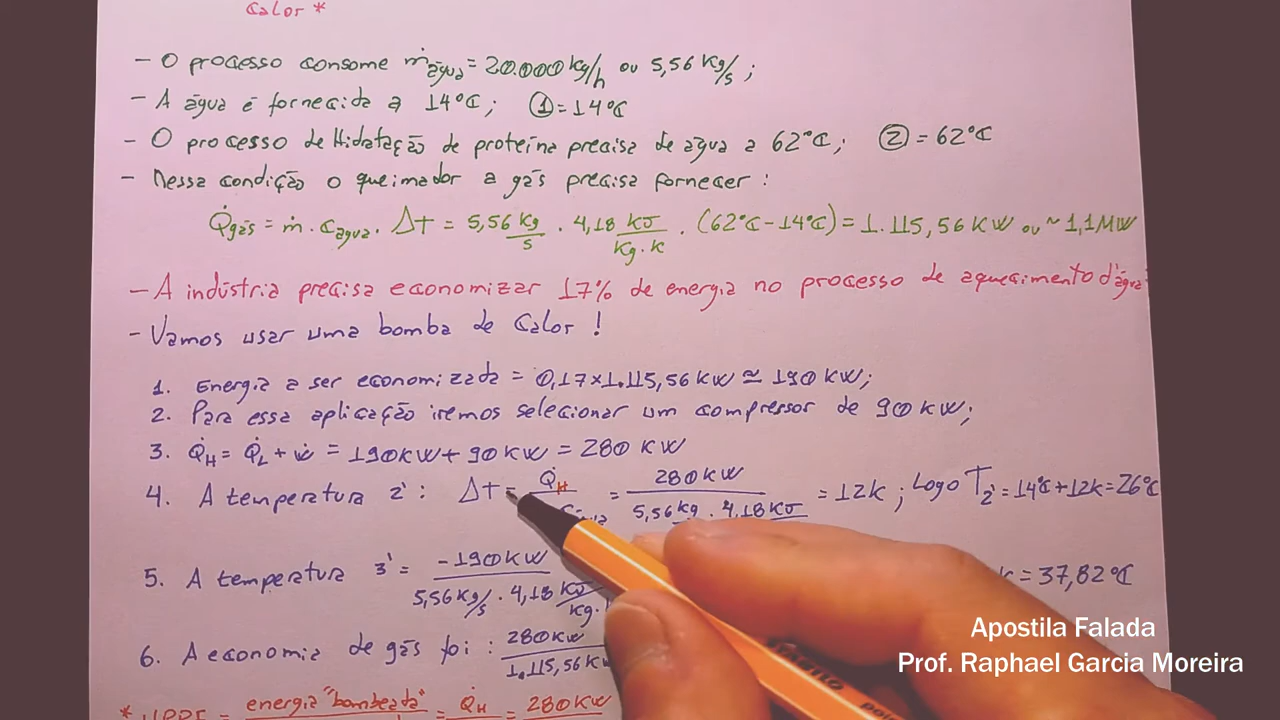 Calor *
- O processo consome ṁágua = 20.000 kg/h ou 5,56 kg/s ;
- A água é fornecida a 14°C ; ① = 14°C
- O processo de Hidratação de proteína precisa de água a 62°C ; ② = 62°C
- Nessa condição o queimador a gás precisa fornecer :
Q̇gás = ṁ . Cágua . Δt = 5,56 kg/s . 4,18 kJ/kg.k . (62°C - 14°C) = 1.115,56 KW ou ~ 1,1 MW
- A indústria precisa economizar 17% de energia no processo de aquecimento d'água
- Vamos usar uma bomba de calor !
1. Energia a ser economizada = 0,17 x 1.115,56 KW ≅ 190 KW ;
2. Para essa aplicação iremos selecionar um compressor de 90 KW ;
3. Q̇H = Q̇L + ẇ = 190 KW + 90 KW = 280 KW
4. A temperatura 2' : Δt = Q̇H = 280 KW / 5,56 kg . 4,18 kJ = 12k ; Logo T2' = 14°C + 12k = 26°C
5. A temperatura 3' = -190 KW / 5,56 kg/s . 4,18 kJ/kg. = 37,82°C
6. A economia de gás foi : 280 KW / 1.115,56 KW
energia "bombeada" = Q̇H = 280 KW
Apostila Falada
Prof. Raphael Garcia Moreira